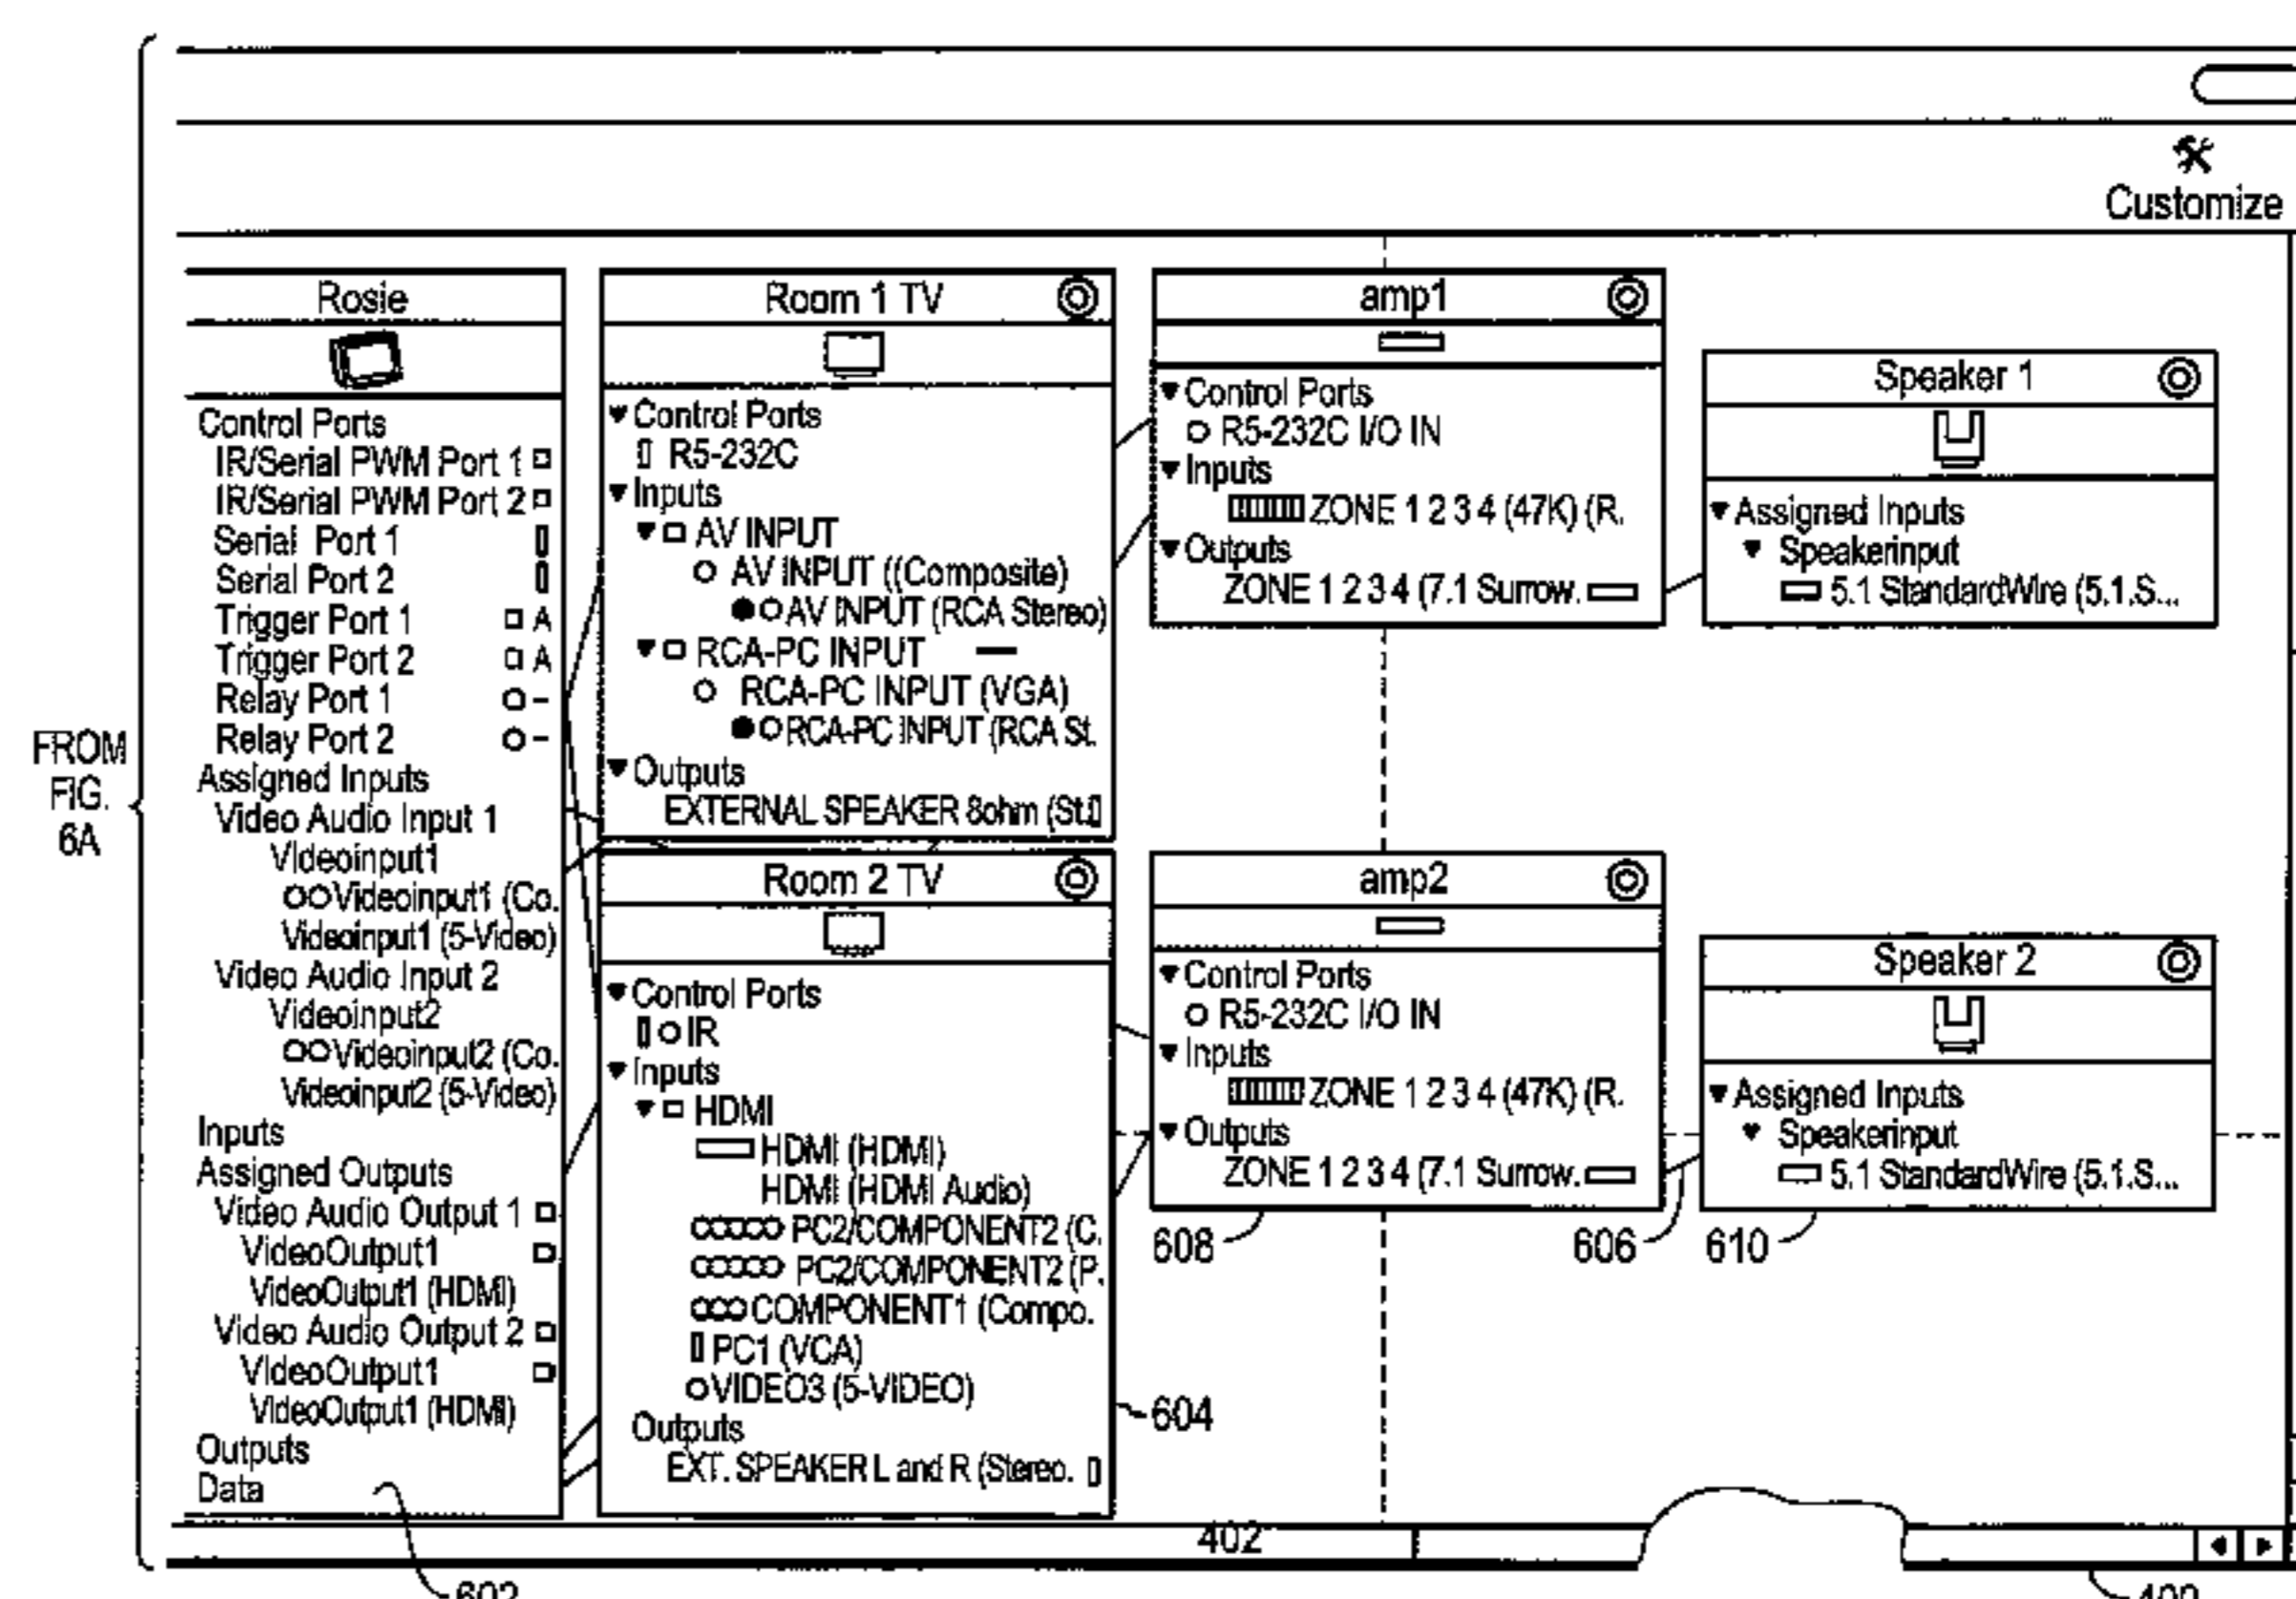 Customize
FROM
FIG.
6A
Rosie
Control Ports
IR/Serial PWM Port 1
IR/Serial PWM Port 2
Serial Port 1
Serial Port 2
Trigger Port 1 A
Trigger Port 2 A
Relay Port 1 -
Relay Port 2 -
Assigned Inputs
Video Audio Input 1
Videoinput1
Videoinput1 (Co.
Videoinput1 (5-Video)
Video Audio Input 2
Videoinput2
Videoinput2 (Co.
Videoinput2 (5-Video)
Inputs
Assigned Outputs
Video Audio Output 1
VideoOutput1
VideoOutput1 (HDMI)
Video Audio Output 2
VideoOutput1
VideoOutput1 (HDMI)
Outputs
Data
602
Room 1 TV
Control Ports
R5-232C
Inputs
AV INPUT
AV INPUT ((Composite)
AV INPUT (RCA Stereo)
RCA-PC INPUT
RCA-PC INPUT (VGA)
RCA-PC INPUT (RCA St.
Outputs
EXTERNAL SPEAKER 8ohm (St.
Room 2 TV
Control Ports
IR
Inputs
HDMI
HDMI (HDMI)
HDMI (HDMI Audio)
PC2/COMPONENT2 (C.
PC2/COMPONENT2 (P.
COMPONENT1 (Compo.
PC1 (VCA)
VIDEO3 (5-VIDEO)
Outputs
EXT. SPEAKER L and R (Stereo.
604
amp1
Control Ports
R5-232C I/O IN
Inputs
ZONE 1 2 3 4 (47K) (R.
Outputs
ZONE 1 2 3 4 (7.1 Surrow.
Speaker 1
Assigned Inputs
Speakerinput
5.1 StandardWire (5.1.S...
amp2
Control Ports
R5-232C I/O IN
Inputs
ZONE 1 2 3 4 (47K) (R.
Outputs
ZONE 1 2 3 4 (7.1 Surrow.
608
606
Speaker 2
Assigned Inputs
Speakerinput
5.1 StandardWire (5.1.S...
610
402
400